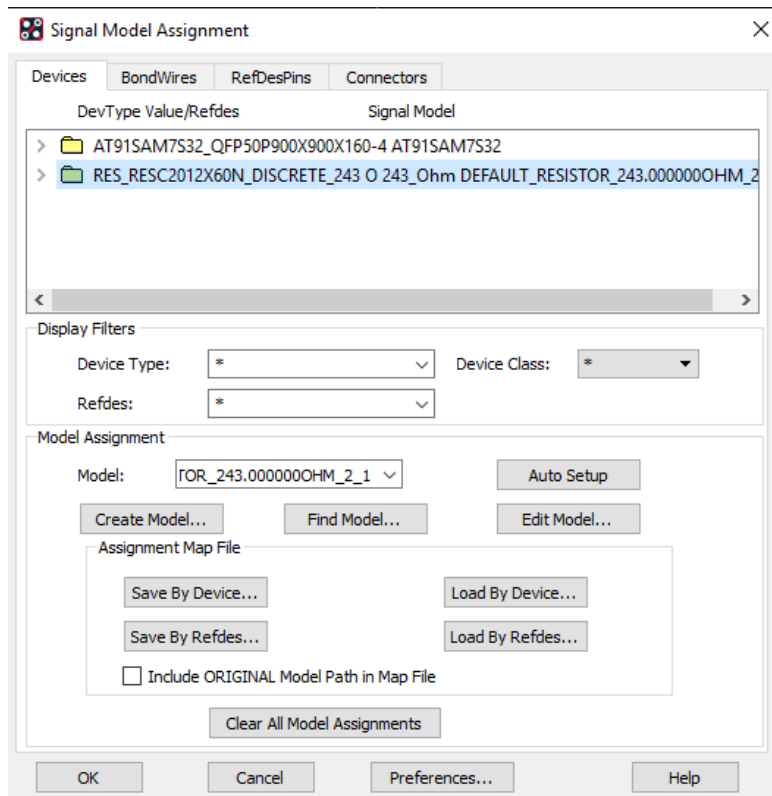 Signal Model Assignment
Devices BondWires RefDesPins Connectors
DevType Value/Refdes Signal Model
AT91SAM7S32_QFP50P900X900X160-4 AT91SAM7S32
RES_RESC2012X60N_DISCRETE_243 O 243_Ohm DEFAULT_RESISTOR_243.000000OHM_2
Display Filters
Device Type: * Device Class: *
Refdes: *
Model Assignment
Model: TOR_243.000000OHM_2_1 Auto Setup
Create Model... Find Model... Edit Model...
Assignment Map File
Save By Device... Load By Device...
Save By Refdes... Load By Refdes...
Include ORIGINAL Model Path in Map File
Clear All Model Assignments
OK Cancel Preferences... Help